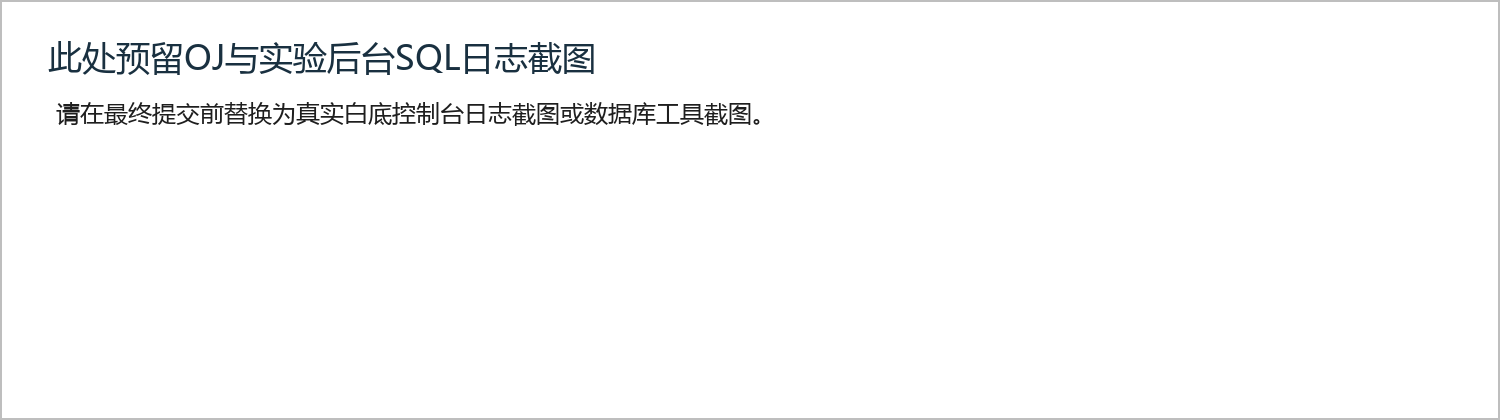 此处预留OJ与实验后台SQL日志截图
请在最终提交前替换为真实白底控制台日志截图或数据库工具截图。